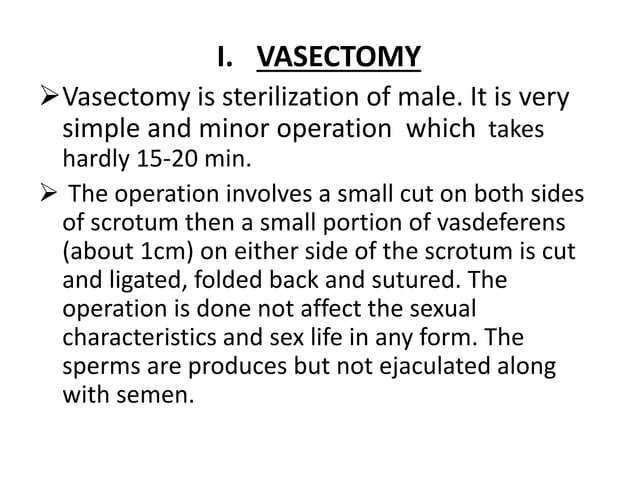 I. VASECTOMY
➢Vasectomy is sterilization of male. It is very
simple and minor operation which takes
hardly 15-20 min.
➢ The operation involves a small cut on both sides
of scrotum then a small portion of vasdeferens
(about 1cm) on either side of the scrotum is cut
and ligated, folded back and sutured. The
operation is done not affect the sexual
characteristics and sex life in any form. The
sperms are produces but not ejaculated along
with semen.